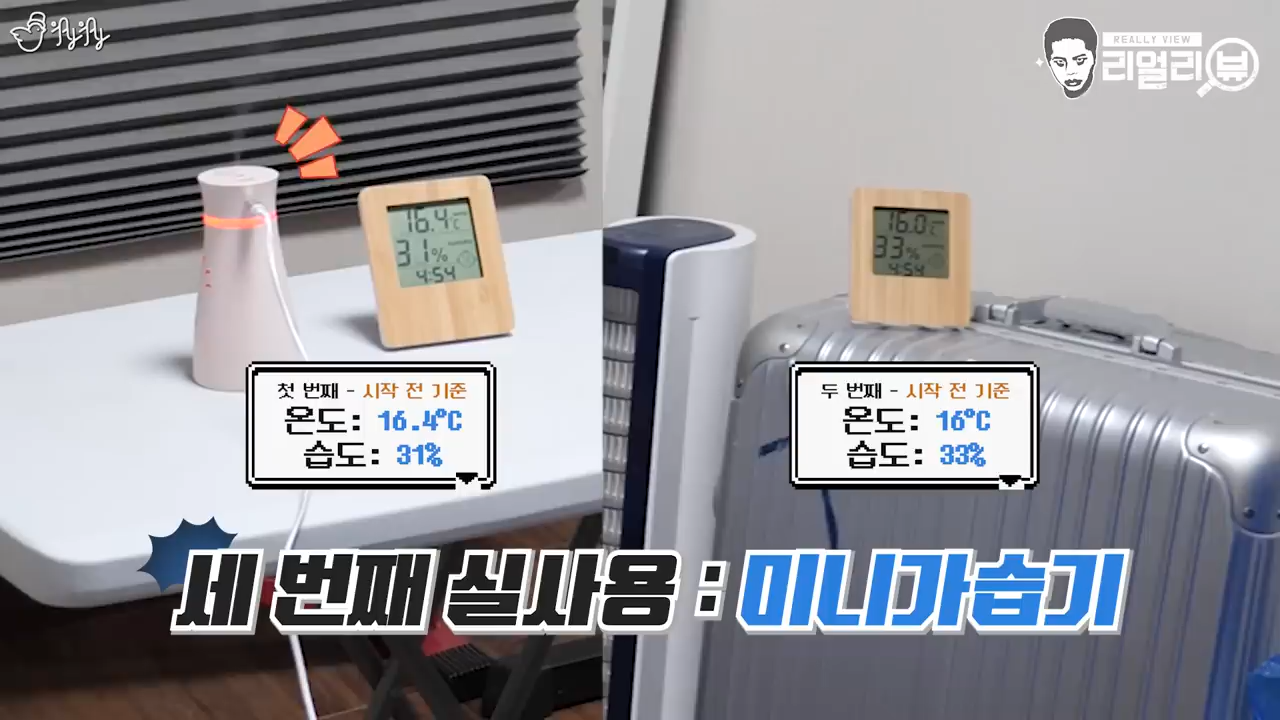 REALLY VIEW
리얼리뷰
16.4°C
31%
4:54
16.0°C
33%
4:54
첫 번째 - 시작 전 기준
온도: 16.4°C
습도: 31%
두 번째 - 시작 전 기준
온도: 16°C
습도: 33%
세 번째 실사용 : 미니가습기